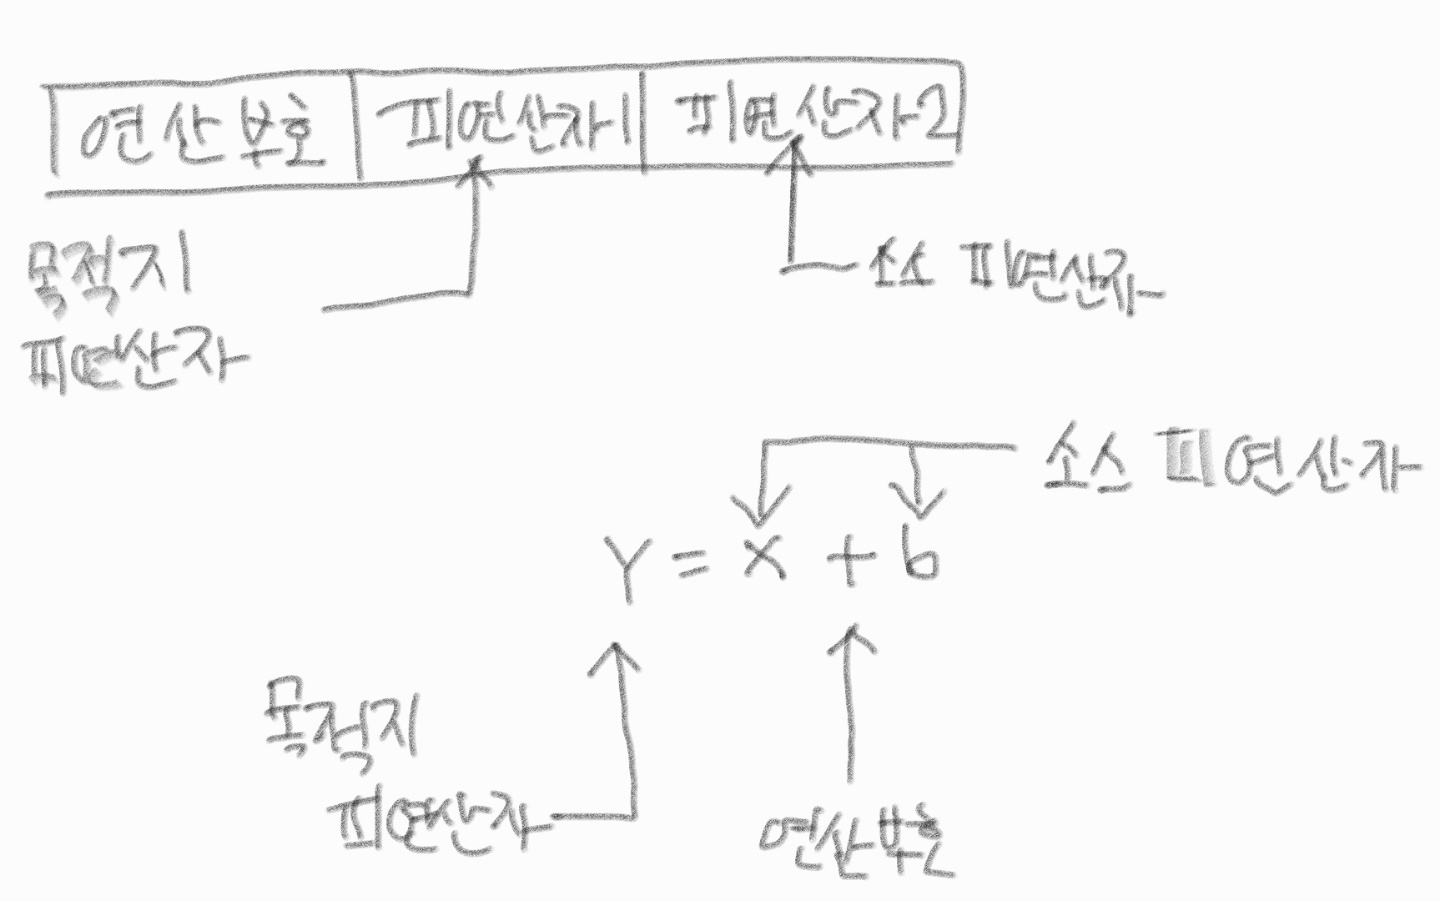 연산 부호 피연산자1 피연산자2
목적지
피연산자
소스 피연산자
소스 피연산자
Y = x + b
목적지
피연산자
연산부호